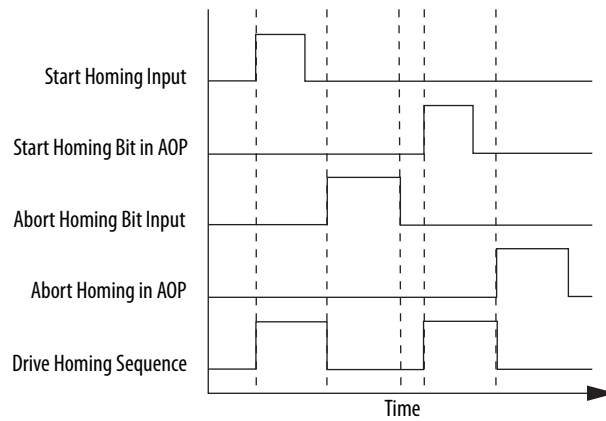 Start Homing Input
Start Homing Bit in AOP
Abort Homing Bit Input
Abort Homing in AOP
Drive Homing Sequence
Time